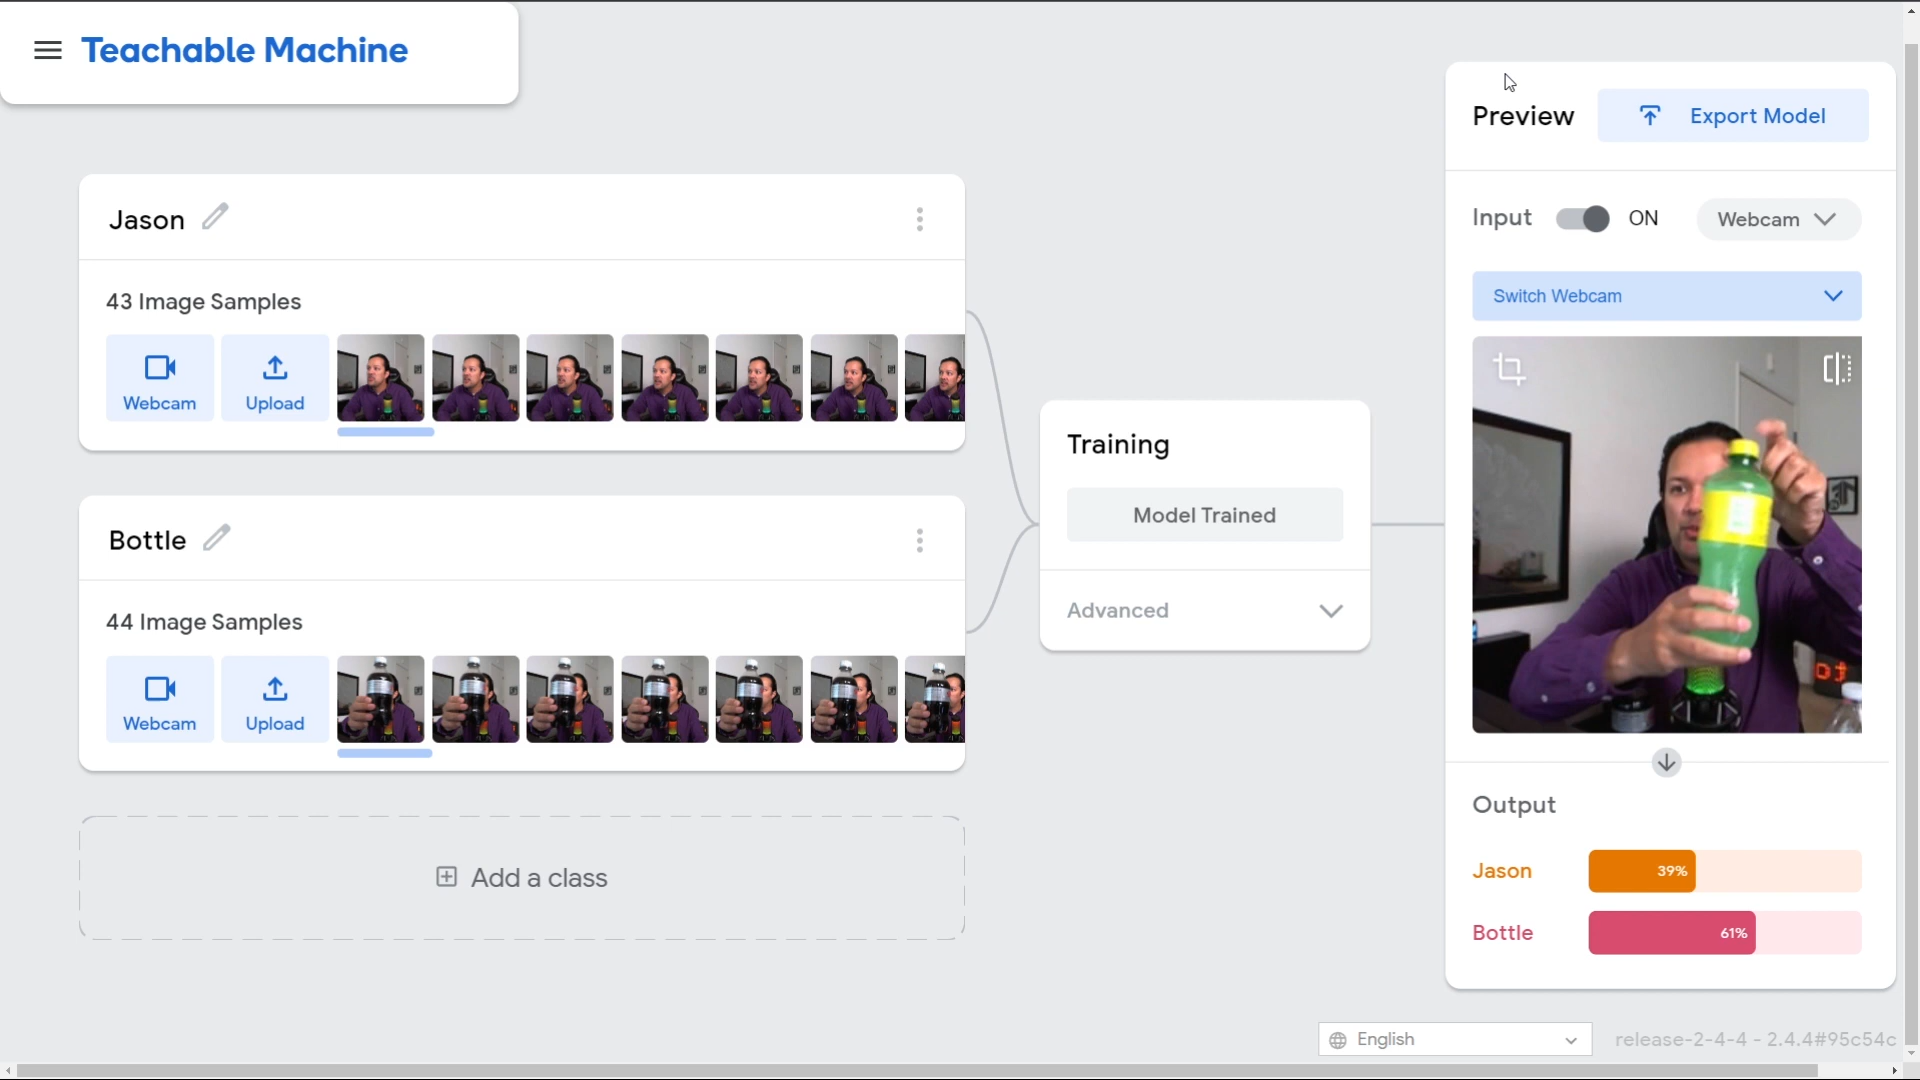 Teachable Machine
Preview
Export Model
Jason
Input
ON
Webcam
43 Image Samples
Switch Webcam
Webcam
Upload
Training
Model Trained
Bottle
Advanced
44 Image Samples
Webcam
Upload
Output
Jason
39%
Add a class
Bottle
61%
English
release-2-4-4 - 2.4.4#95c54c